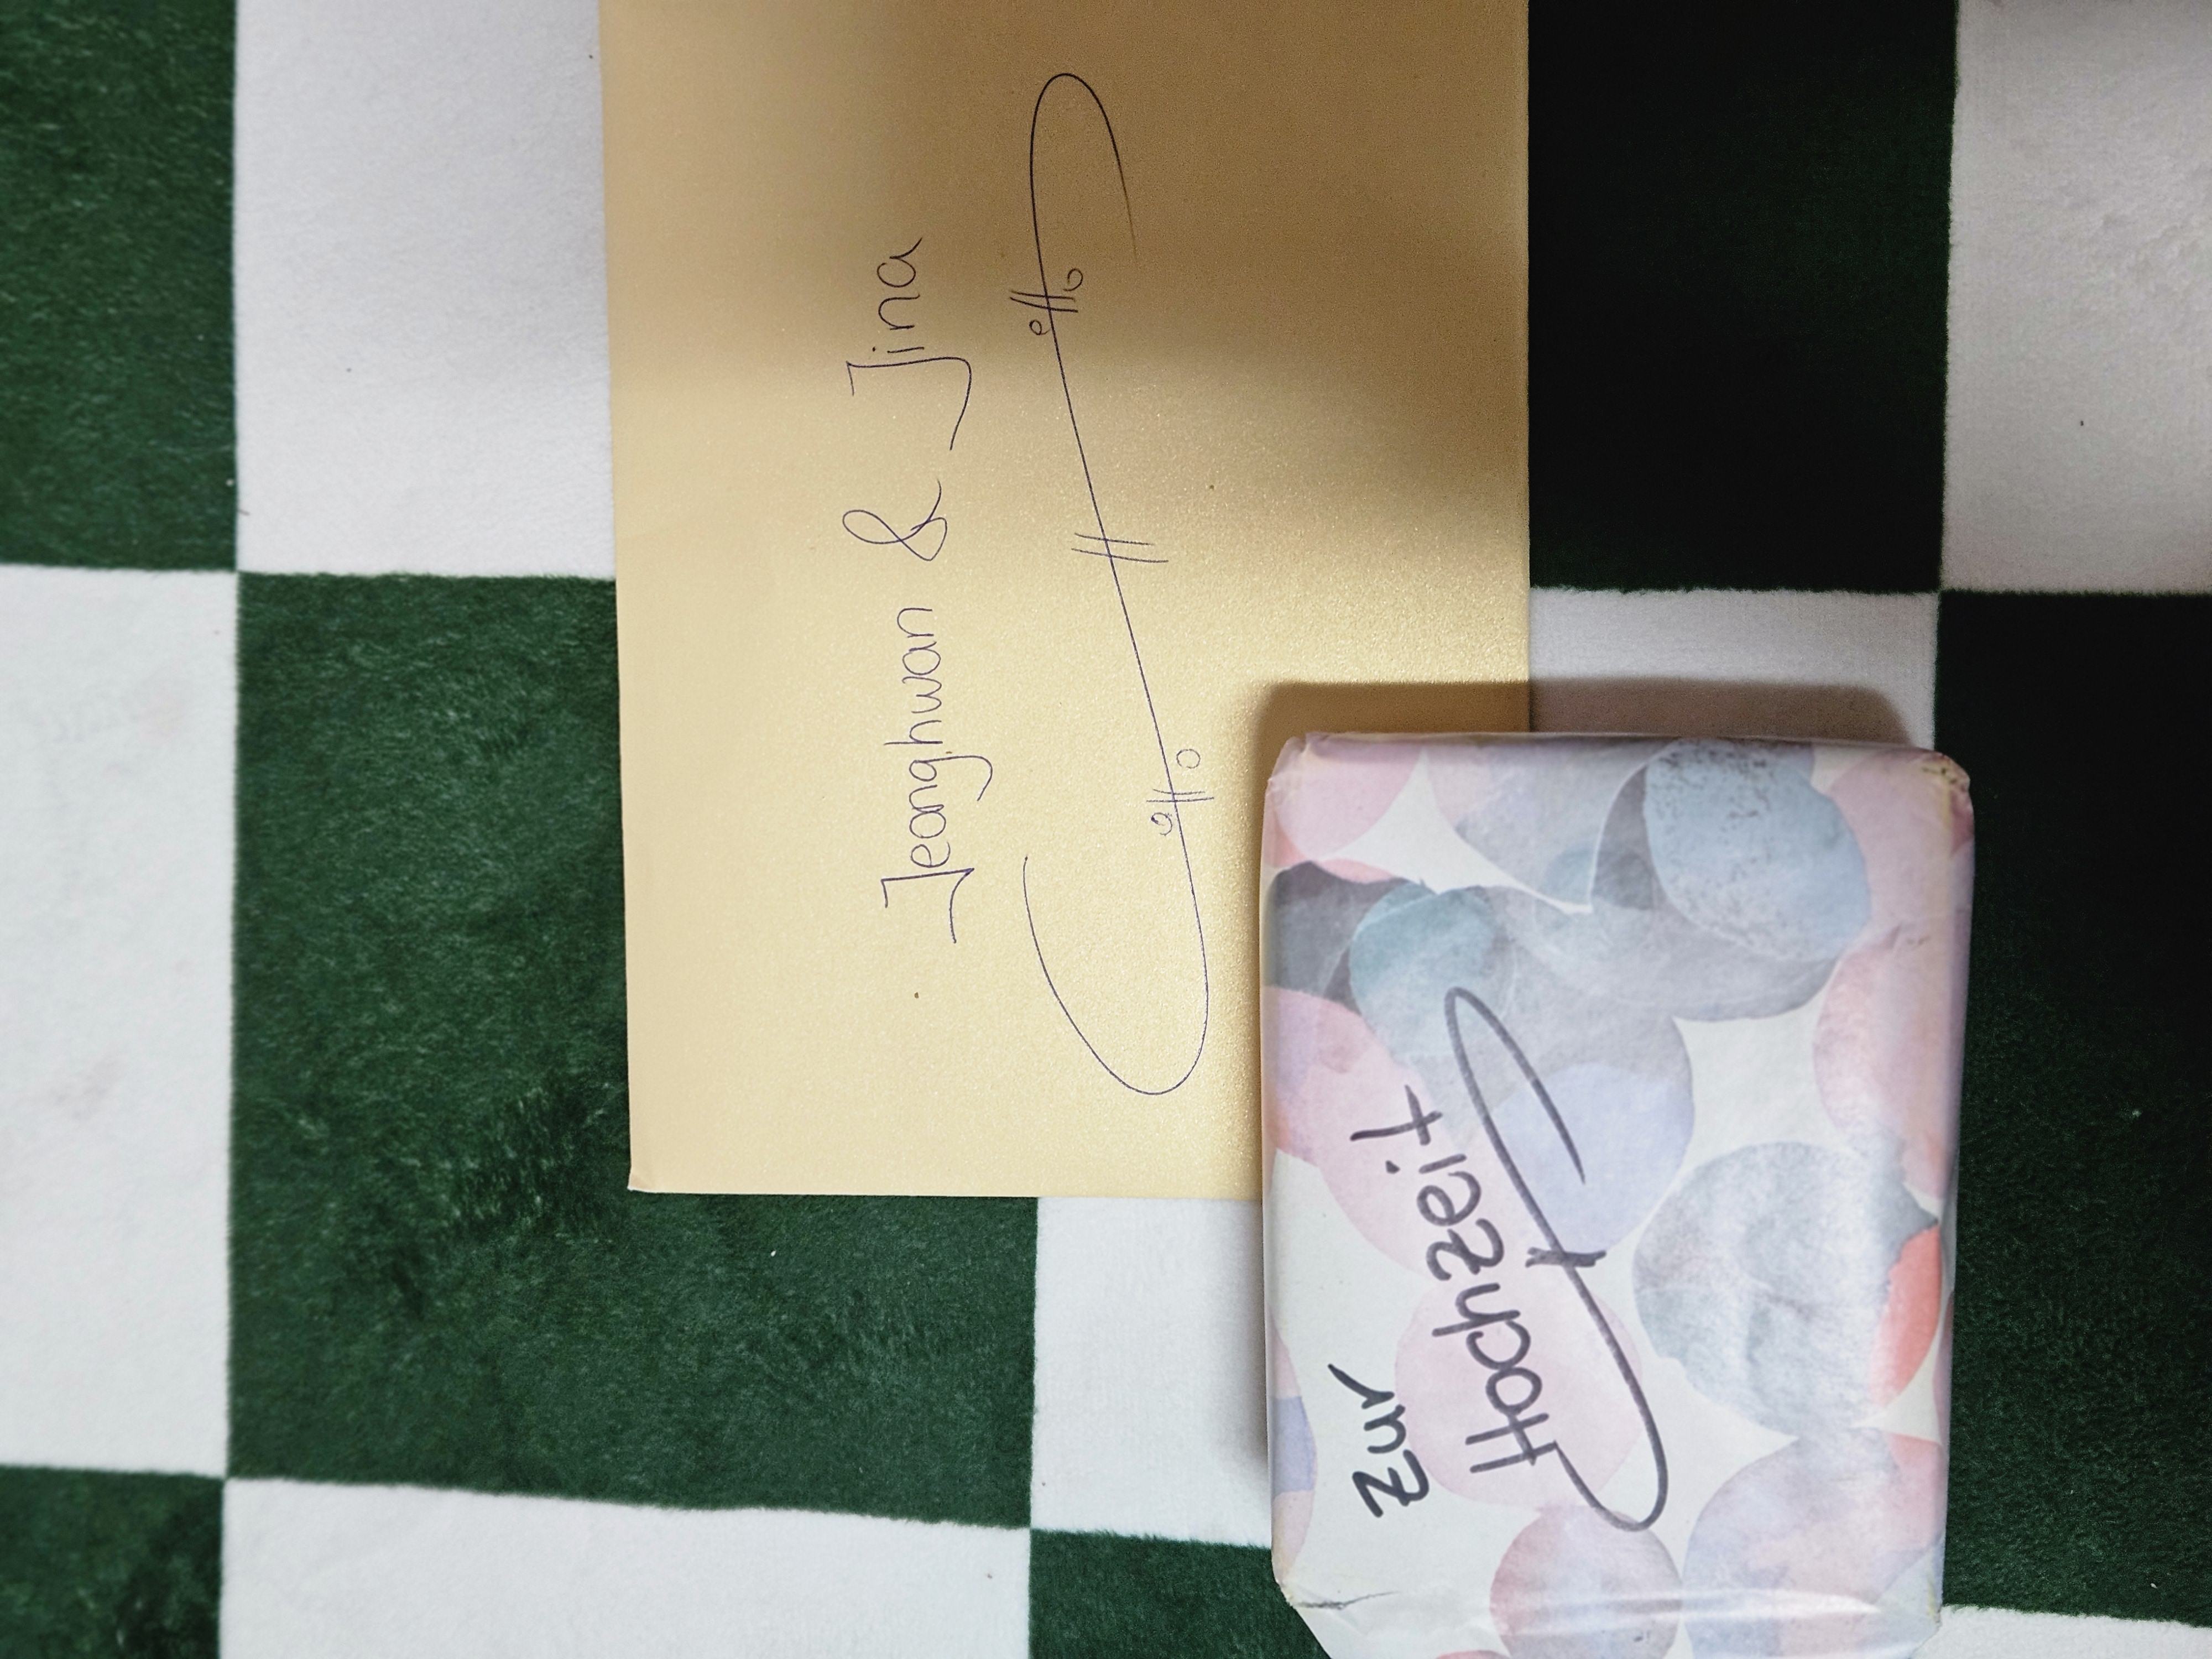 Jeonghwan & Jina
zur
Hochzeit